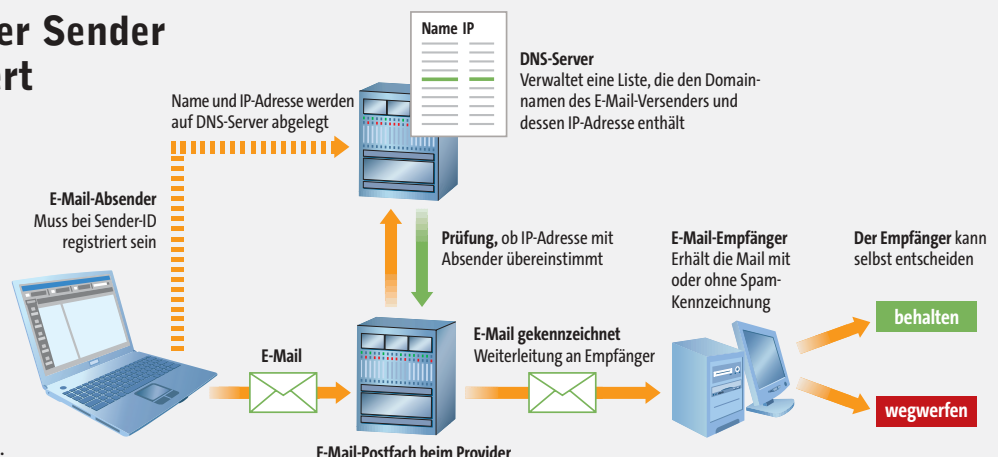 er Sender
rt
Name IP
DNS-Server
Verwaltet eine Liste, die den Domain-
namen des E-Mail-Versenders und
dessen IP-Adresse enthält
Name und IP-Adresse werden
auf DNS-Server abgelegt
E-Mail-Absender
Muss bei Sender-ID
registriert sein
Prüfung, ob IP-Adresse mit
Absender übereinstimmt
E-Mail-Empfänger
Erhält die Mail mit
oder ohne Spam-
Kennzeichnung
Der Empfänger kann
selbst entscheiden
behalten
E-Mail
E-Mail gekennzeichnet
Weiterleitung an Empfänger
wegwerfen
E-Mail-Postfach beim Provider